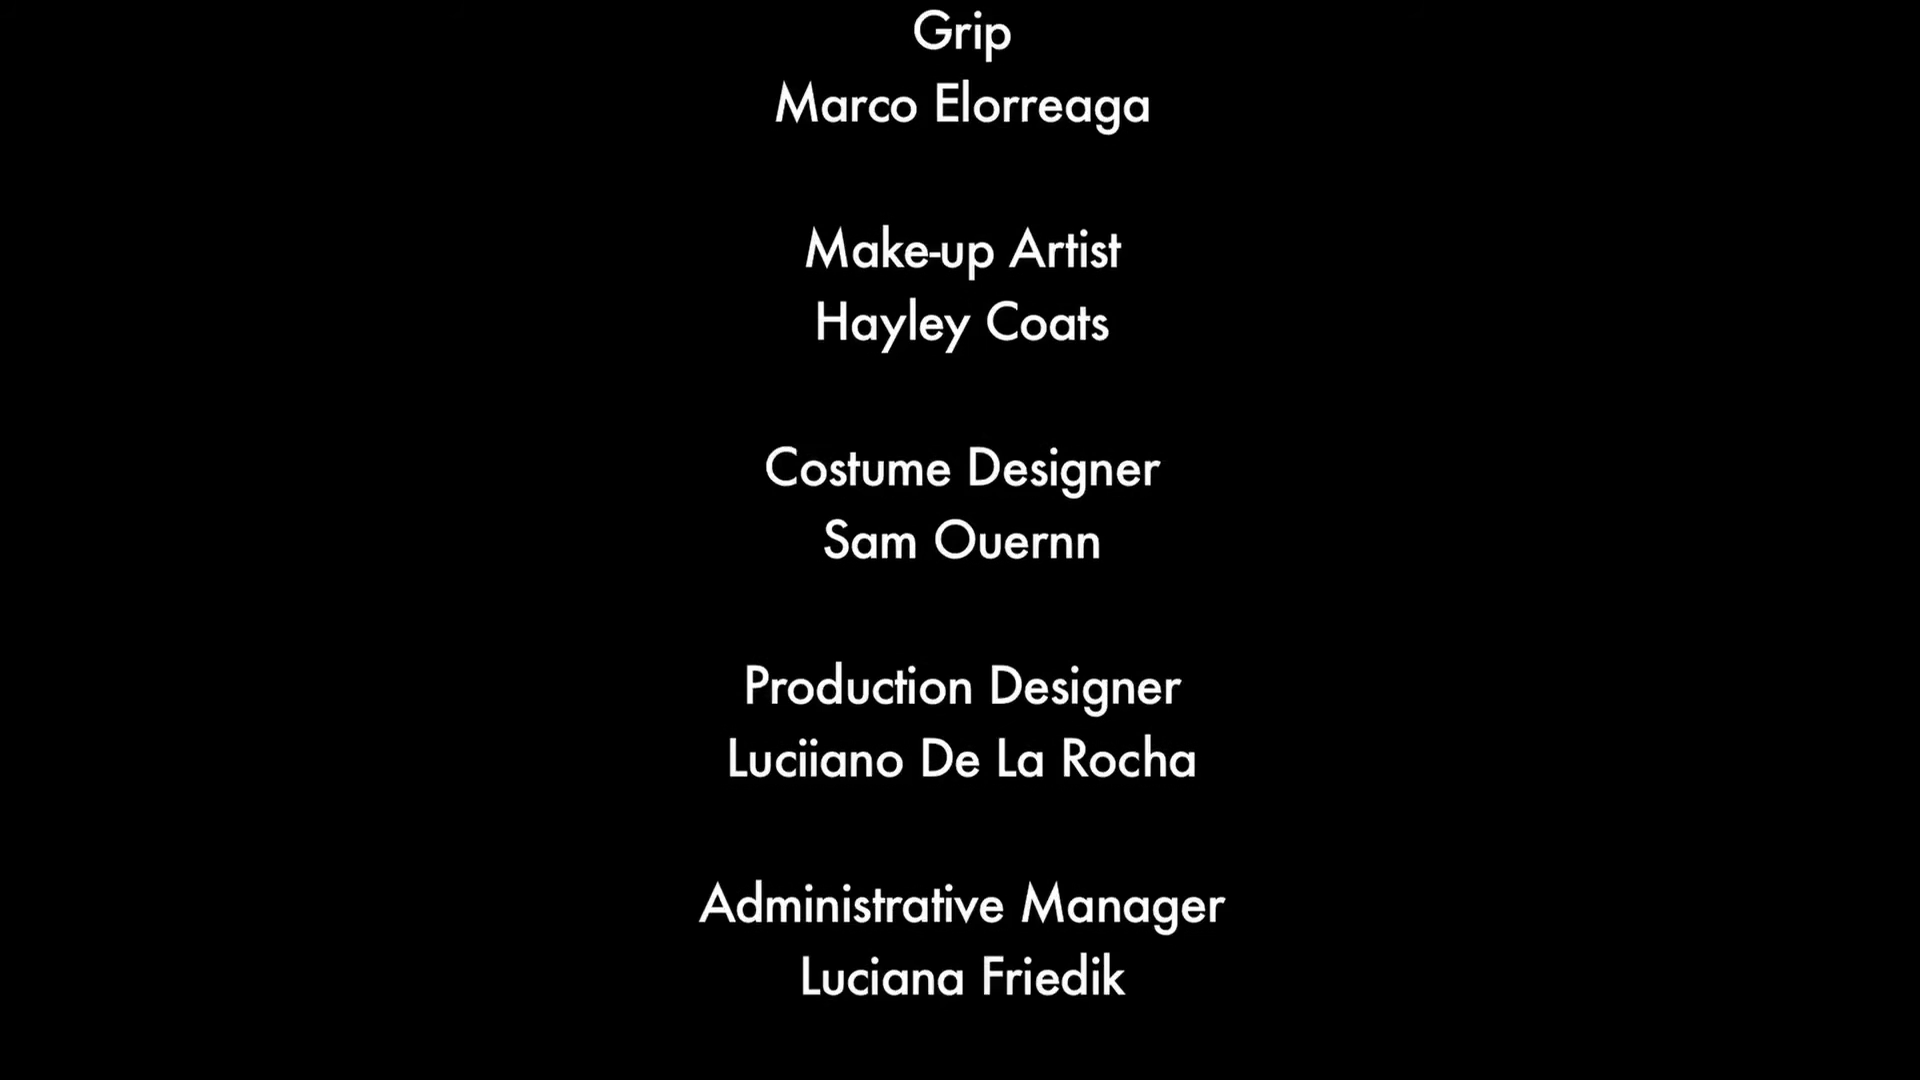 Grip
Marco Elorreaga
Make-up Artist
Hayley Coats
Costume Designer
Sam Ouernn
Production Designer
Luciiano De La Rocha
Administrative Manager
Luciana Friedik